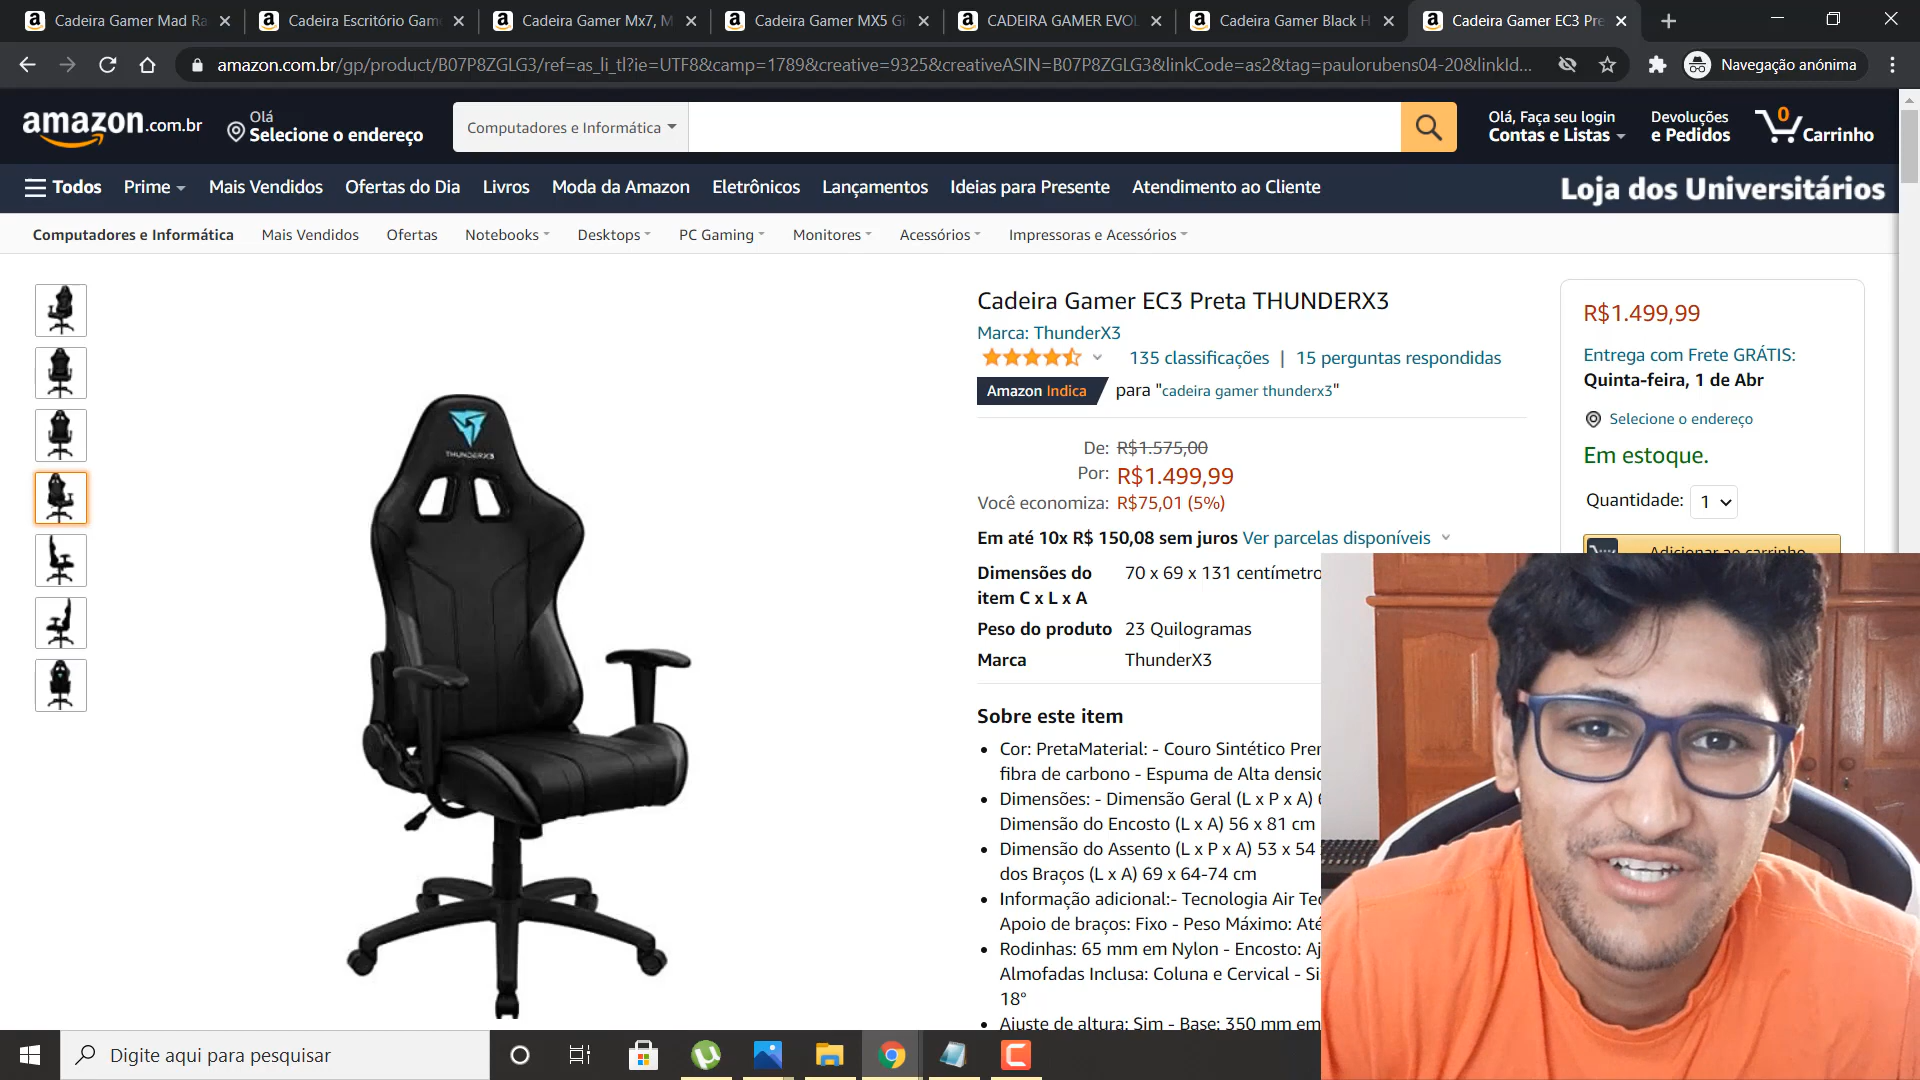 Cadeira Gamer Mad Ra
Cadeira Escritório Game
Cadeira Gamer Mx7, M
Cadeira Gamer MX5 Gi
CADEIRA GAMER EVOL
Cadeira Gamer Black H
Cadeira Gamer EC3 Pre
amazon.com.br/gp/product/B07P8ZGLG3/ref=as_li_tl?ie=UTF8&camp=1789&creative=9325&creativeASIN=B07P8ZGLG3&linkCode=as2&tag=paulorubens04-20&linkId...
Navegação anónima
amazon.com.br
Olá
Selecione o endereço
Computadores e Informática
Olá, Faça seu login
Contas e Listas
Devoluções
e Pedidos
0
Carrinho
Todos
Prime
Mais Vendidos
Ofertas do Dia
Livros
Moda da Amazon
Eletrônicos
Lançamentos
Ideias para Presente
Atendimento ao Cliente
Loja dos Universitários
Computadores e Informática
Mais Vendidos
Ofertas
Notebooks
Desktops
PC Gaming
Monitores
Acessórios
Impressoras e Acessórios
THUNDERX3
Cadeira Gamer EC3 Preta THUNDERX3
Marca: ThunderX3
135 classificações | 15 perguntas respondidas
Amazon Indica para "cadeira gamer thunderx3"
De: R$1.575,00
Por: R$1.499,99
Você economiza: R$75,01 (5%)
Em até 10x R$ 150,08 sem juros Ver parcelas disponíveis
Dimensões do item C x L x A
70 x 69 x 131 centímetro
Peso do produto 23 Quilogramas
Marca ThunderX3
Sobre este item
Cor: PretaMaterial: - Couro Sintético Prem
fibra de carbono - Espuma de Alta densid
Dimensões: - Dimensão Geral (L x P x A)
Dimensão do Encosto (L x A) 56 x 81 cm
Dimensão do Assento (L x P x A) 53 x 54
dos Braços (L x A) 69 x 64-74 cm
Informação adicional:- Tecnologia Air Tec
Apoio de braços: Fixo - Peso Máximo: Até
Rodinhas: 65 mm em Nylon - Encosto: Aj
Almofadas Inclusa: Coluna e Cervical - Si
18°
Ajuste de altura: Sim - Base: 350 mm em
R$1.499,99
Entrega com Frete GRÁTIS:
Quinta-feira, 1 de Abr
Selecione o endereço
Em estoque.
Quantidade: 1
Adicionar ao carrinho
Digite aqui para pesquisar